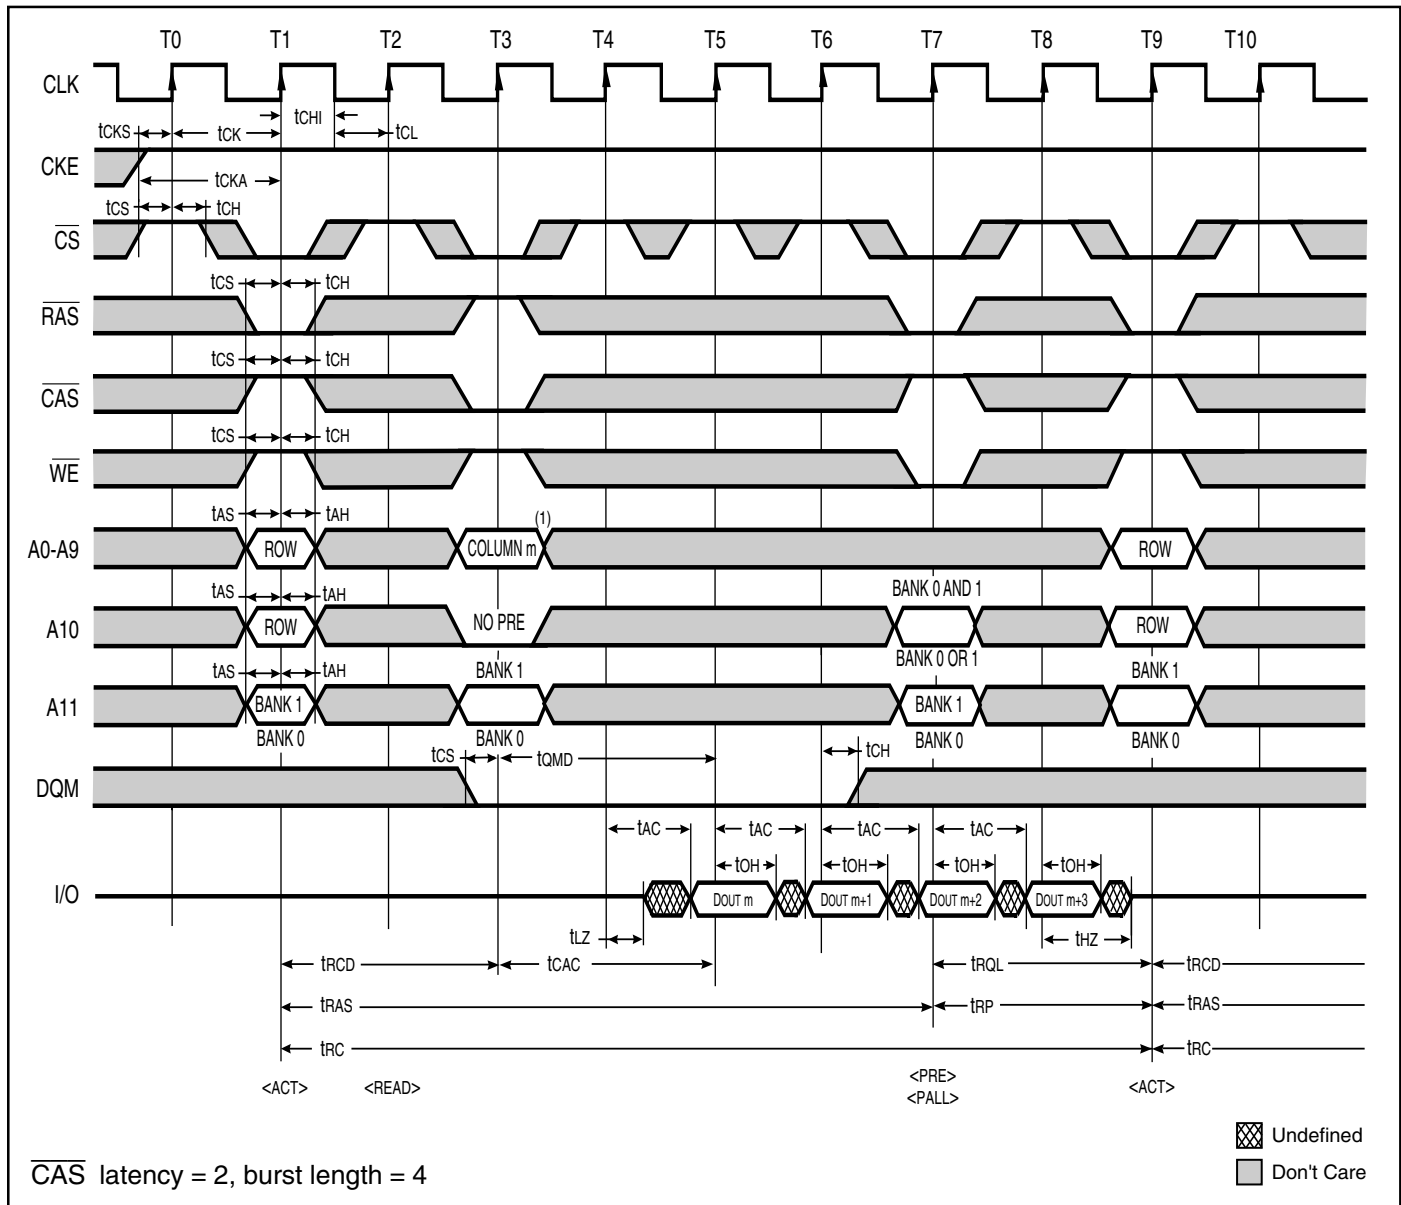 T0 T1 T2 T3 T4 T5 T6 T7 T8 T9 T10
CLK
tCHI
tCKS tCK tCL
CKE
tCKA
tCS tCH
CS
tCS tCH
RAS
tCS tCH
CAS
tCS tCH
WE
tAS tAH (1)
A0-A9 ROW COLUMN m ROW
tAS tAH BANK 0 AND 1
A10 ROW NO PRE ROW
BANK 0 OR 1
tAS tAH BANK 1 BANK 1
A11 BANK 1 BANK 1
BANK 0 BANK 0 BANK 0 BANK 0
tCS tQMD tCH
DQM
tAC tAC tAC tAC
tOH tOH tOH tOH
I/O DOUT m DOUT m+1 DOUT m+2 DOUT m+3
tLZ tHZ
tRCD tCAC tRQL tRCD
tRAS tRP tRAS
tRC tRC
<ACT> <READ> <PRE> <ACT>
<PALL>
Undefined
Don't Care
CAS latency = 2, burst length = 4